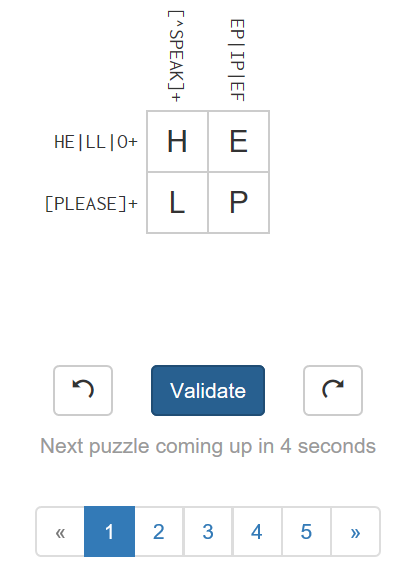 [^SPEAK]+ EP|IP|EF
HE|LL|O+ H E
[PLEASE]+ L P
Validate
Next puzzle coming up in 4 seconds
« 1 2 3 4 5 »